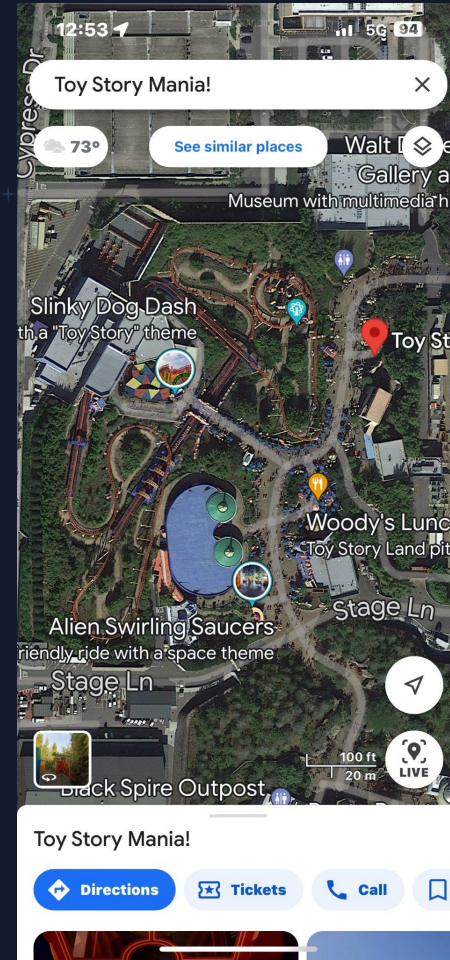 12:53
5G 94
Cypress Dr
Toy Story Mania!
73°
See similar places
Walt D
Gallery a
Museum with multimedia h
Slinky Dog Dash
th a "Toy Story" theme
Toy St
Woody's Lunc
Toy Story Land pit
Alien Swirling Saucers
riendly ride with a space theme
Stage Ln
Stage Ln
LIVE
100 ft
20 m
Black Spire Outpost
Toy Story Mania!
Directions
Tickets
Call